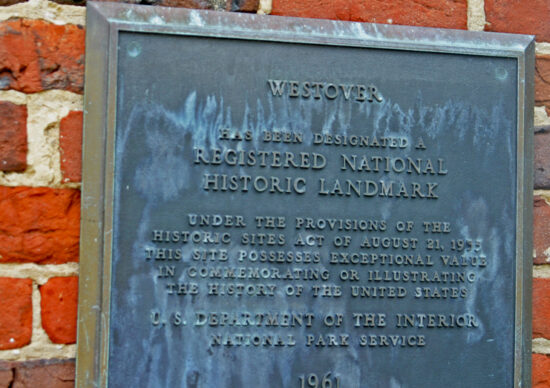 WESTOVER
HAS BEEN DESIGNATED A
REGISTERED NATIONAL
HISTORIC LANDMARK
UNDER THE PROVISIONS OF THE
HISTORIC SITES ACT OF AUGUST 21, 1935
THIS SITE POSSESSES EXCEPTIONAL VALUE
IN COMMEMORATING OR ILLUSTRATING
THE HISTORY OF THE UNITED STATES
U. S. DEPARTMENT OF THE INTERIOR
NATIONAL PARK SERVICE
1961